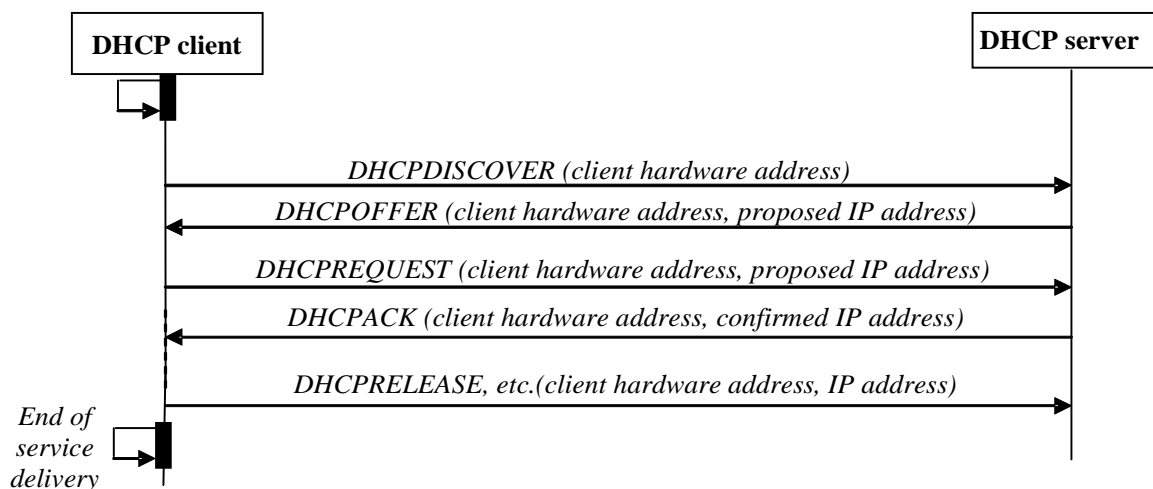 DHCP client
DHCP server
DHCPDISCOVER (client hardware address)
DHCPOFFER (client hardware address, proposed IP address)
DHCPREQUEST (client hardware address, proposed IP address)
DHCPACK (client hardware address, confirmed IP address)
DHCPRELEASE, etc.(client hardware address, IP address)
End of
service
delivery